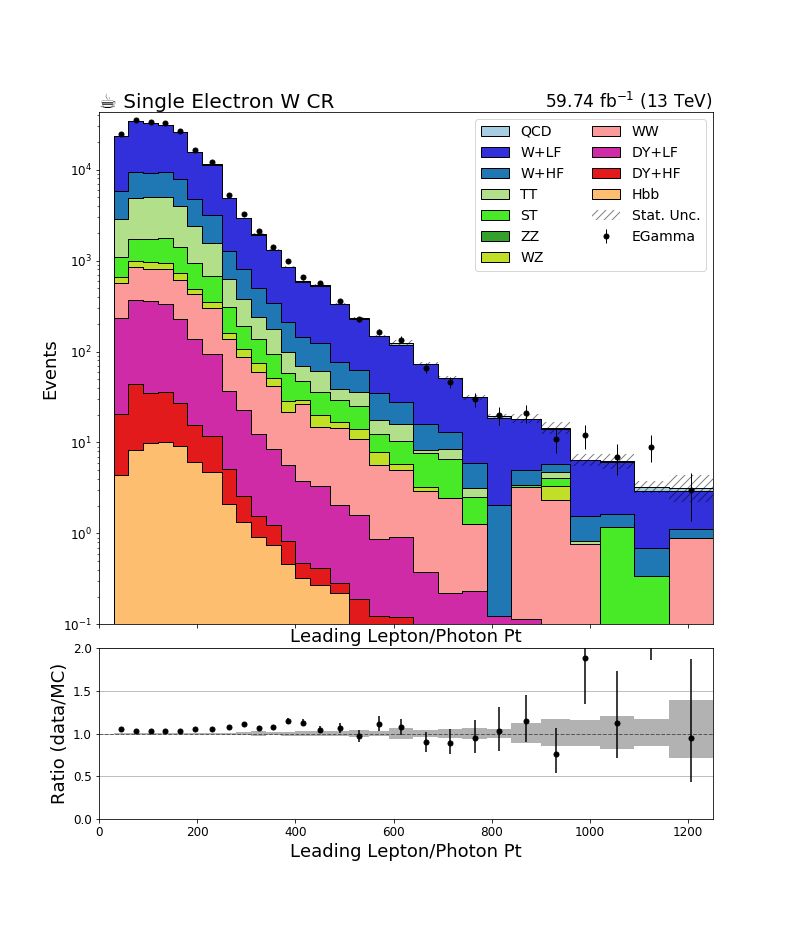 ☕ Single Electron W CR
59.74 fb⁻¹ (13 TeV)
QCD
W+LF
W+HF
TT
ST
ZZ
WZ
WW
DY+LF
DY+HF
Hbb
Stat. Unc.
EGamma
Events
10⁴
10³
10²
10¹
10⁰
10⁻¹
Leading Lepton/Photon Pt
Ratio (data/MC)
2.0
1.5
1.0
0.5
0.0
0 200 400 600 800 1000 1200
Leading Lepton/Photon Pt